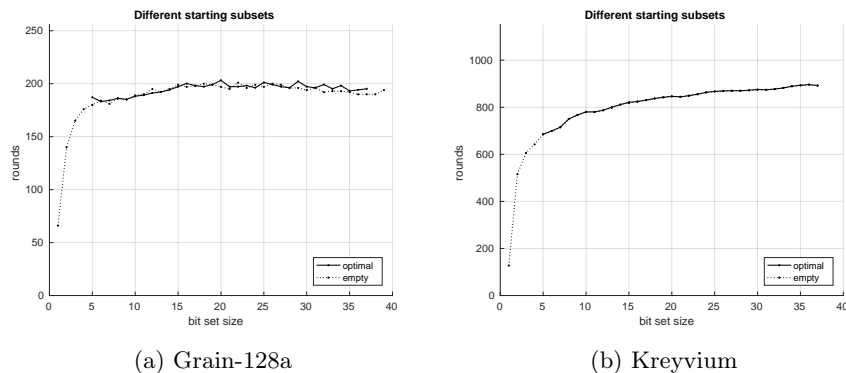 Different starting subsets
250
200
150
100
50
0
rounds
0 5 10 15 20 25 30 35 40
bit set size
optimal
empty
(a) Grain-128a
Different starting subsets
1000
800
600
400
200
0
rounds
0 5 10 15 20 25 30 35 40
bit set size
optimal
empty
(b) Kreyvium